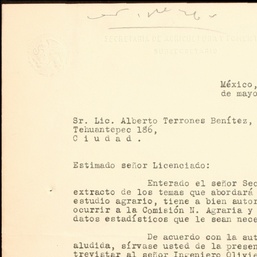 México,
de mayo
Sr. Lic. Alberto Terrones Benítez,
Tehuantepec 186,
C i u d a d .
Estimado señor Licenciado:
Enterado el señor Sec
extracto de los temas que abordará
estudio agrario, tiene a bien autor
ocurrir a la Comisión N. Agraria y
datos estadísticos que le sean nece
De acuerdo con la aut
aludida, sírvase usted de la presen
trevistar al señor Ingeniero Olivie